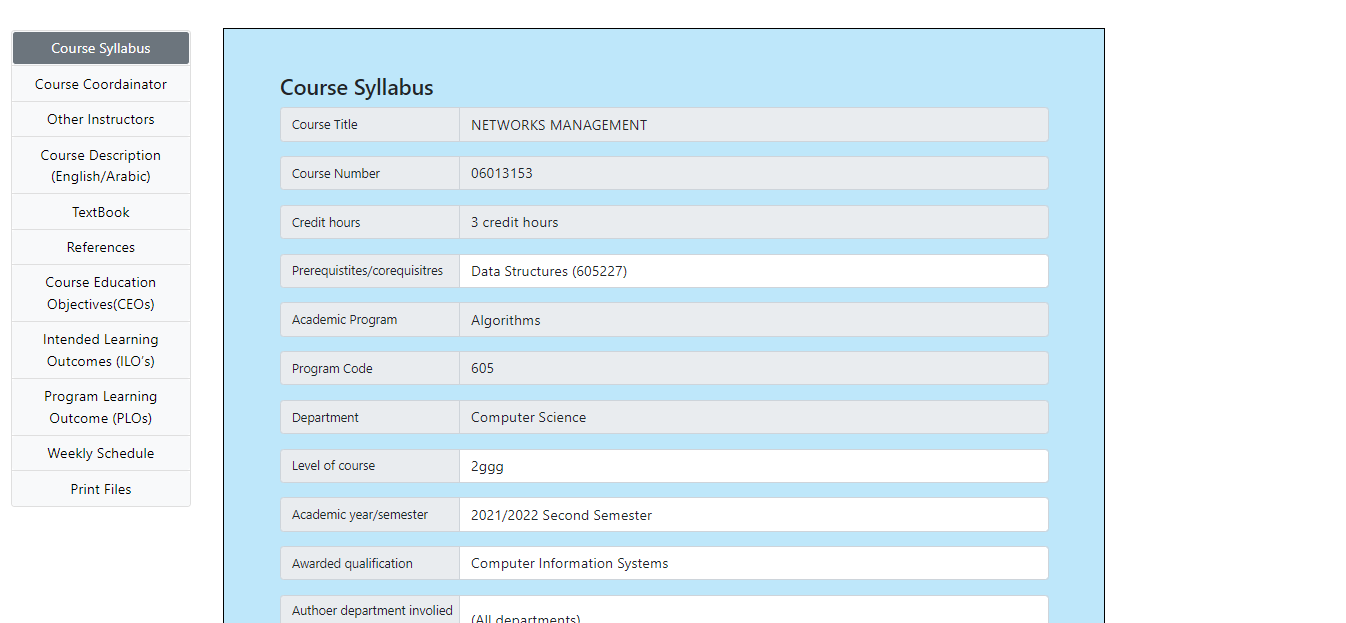 Course Syllabus
Course Coordainator
Other Instructors
Course Description
(English/Arabic)
TextBook
References
Course Education
Objectives(CEOs)
Intended Learning
Outcomes (ILO's)
Program Learning
Outcome (PLOs)
Weekly Schedule
Print Files
Course Syllabus
Course Title NETWORKS MANAGEMENT
Course Number 06013153
Credit hours 3 credit hours
Prerequistites/corequisitres Data Structures (605227)
Academic Program Algorithms
Program Code 605
Department Computer Science
Level of course 2ggg
Academic year/semester 2021/2022 Second Semester
Awarded qualification Computer Information Systems
Authoer department involied (All departments)